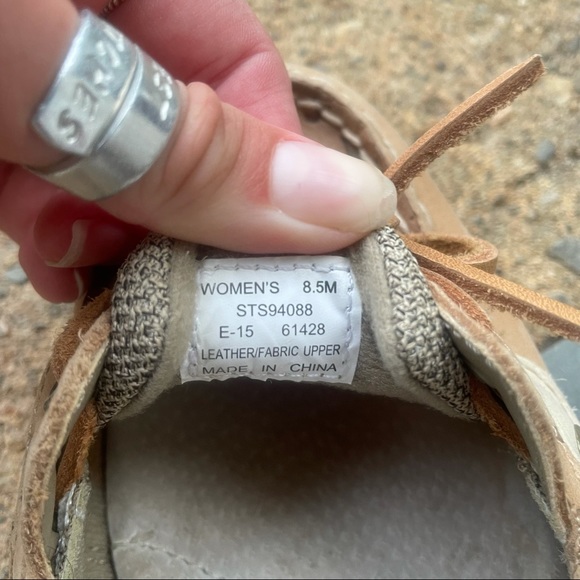 WOMEN'S 8.5M
STS94088
E-15 61428
LEATHER/FABRIC UPPER
MADE IN CHINA